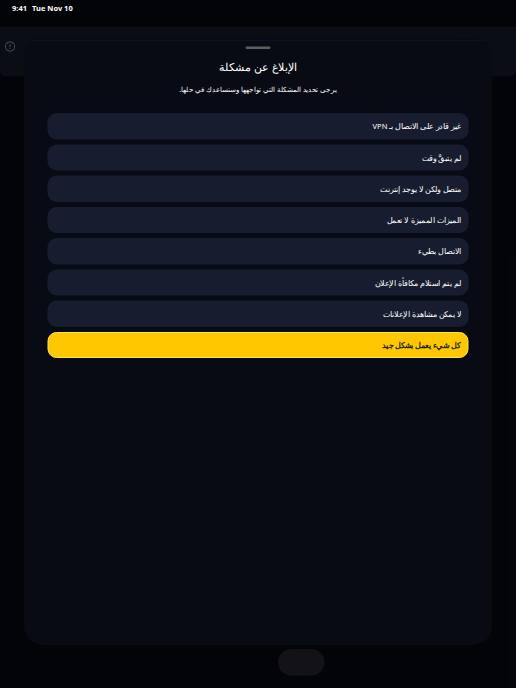 9:41 Tue Nov 10
الإبلاغ عن مشكلة
يرجى تحديد المشكلة التي تواجهها وسنساعدك في حلها.
غير قادر على الاتصال بـ VPN
لم يتبقَّ وقت
متصل ولكن لا يوجد إنترنت
الميزات المميزة لا تعمل
الاتصال بطيء
لم يتم استلام مكافأة الإعلان
لا يمكن مشاهدة الإعلانات
كل شيء يعمل بشكل جيد